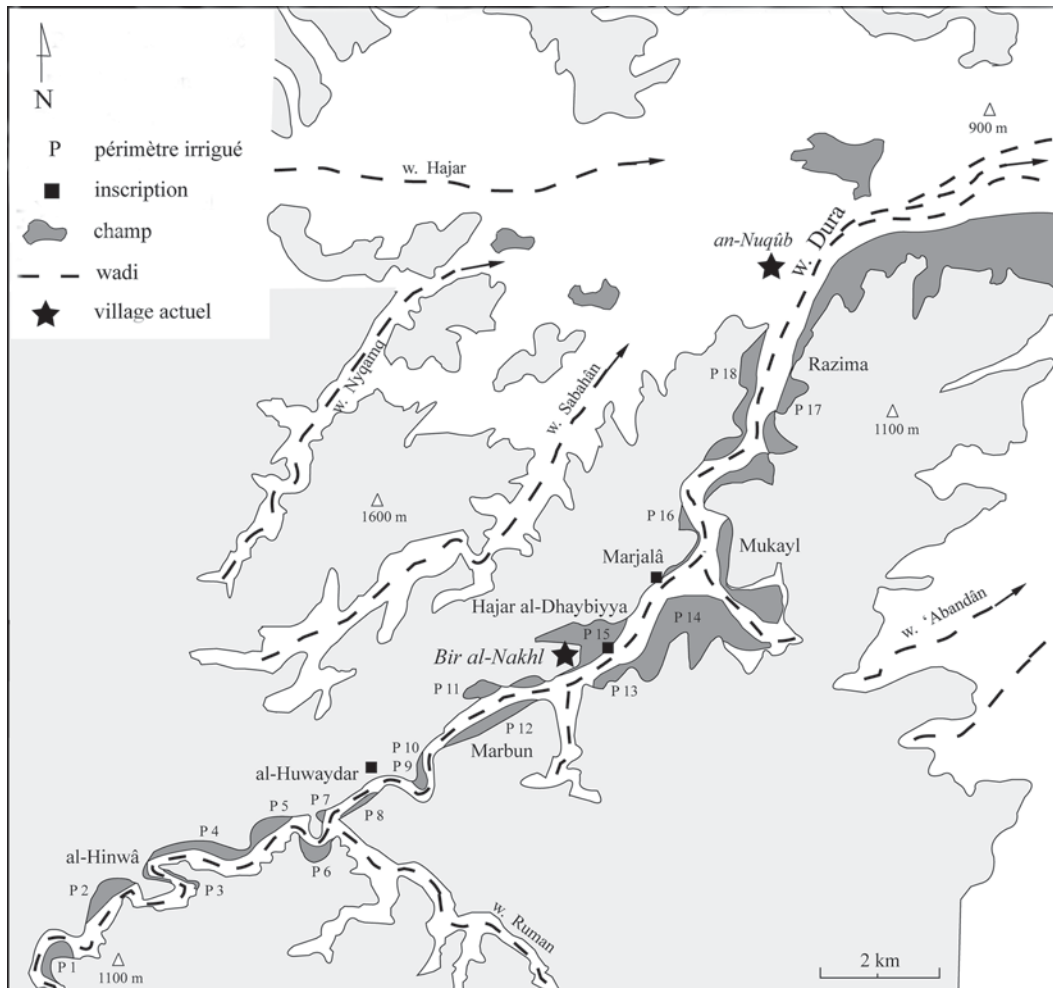 N
P périmètre irrigué
inscription
champ
wadi
village actuel
900 m
w. Hajar
an-Nuqûb
w. Dura
w. Nyqamq
w. Sabahân
P 18
Razima
P 17
1100 m
1600 m
P 16
Marjalâ
Mukayl
Hajar al-Dhaybiyya
P 14
w. 'Abandân
P 15
Bir al-Nakhl
P 11
P 13
P 12
Marbun
P 10
P 9
al-Huwaydar
P 7
P 8
P 5
P 4
P 6
al-Hinwâ
P 2
P 3
w. Ruman
P 1
1100 m
2 km